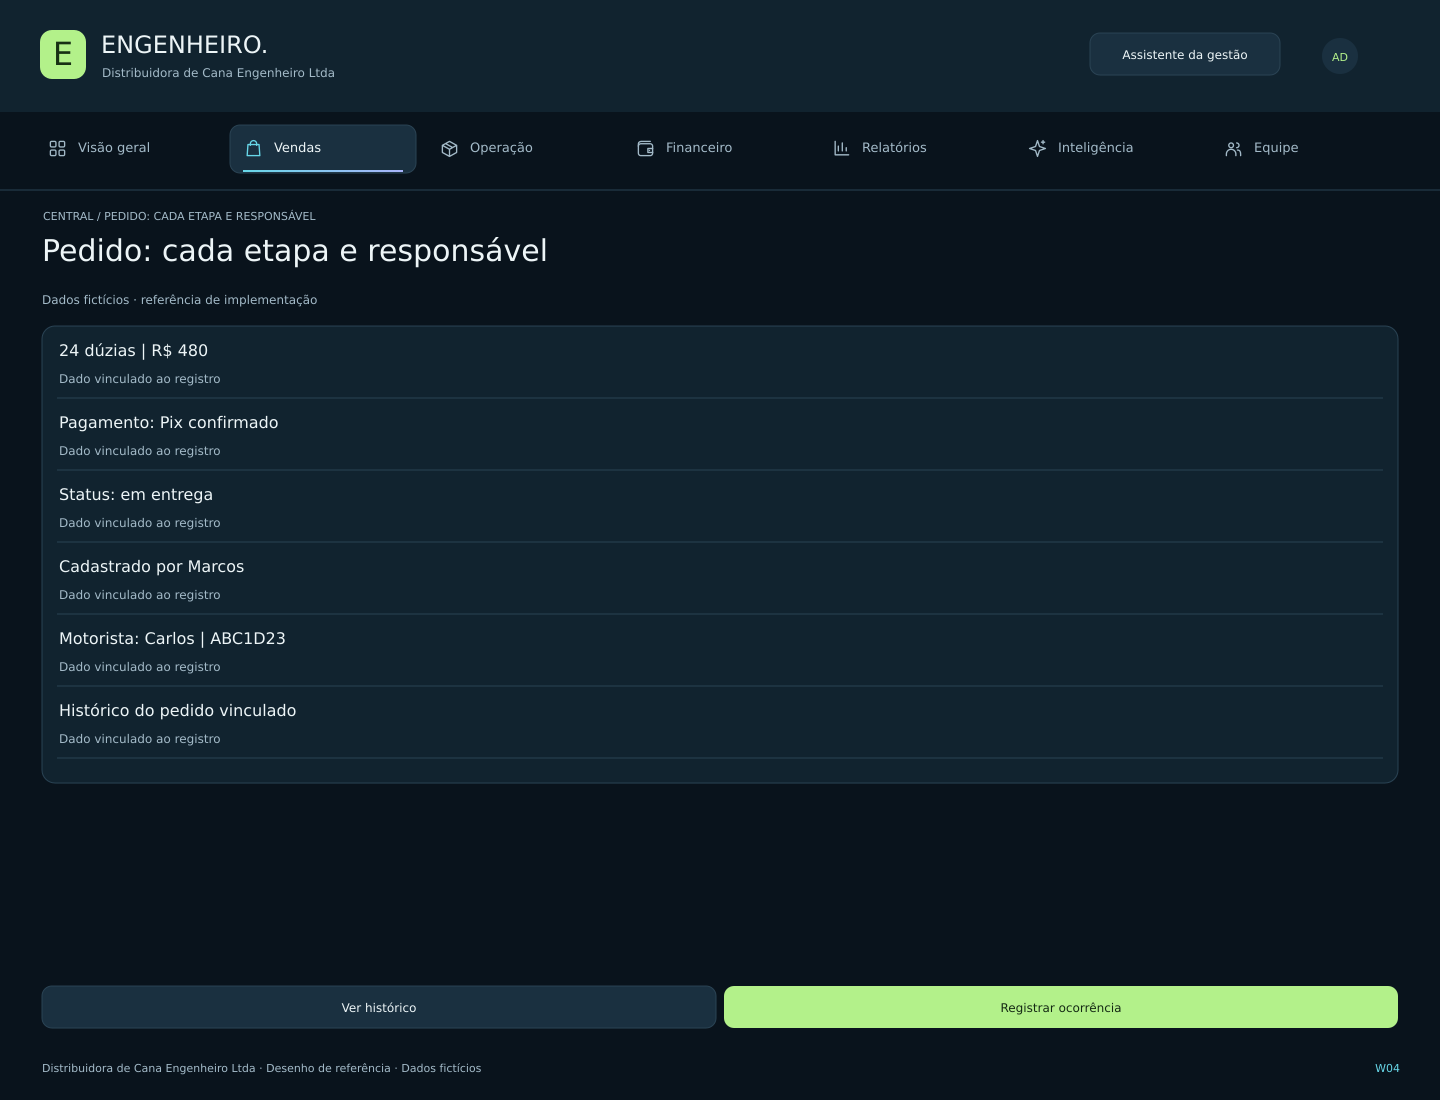 E
ENGENHEIRO.
Distribuidora de Cana Engenheiro Ltda
Assistente da gestão
AD
Visão geral
Vendas
Operação
Financeiro
Relatórios
Inteligência
Equipe
CENTRAL / PEDIDO: CADA ETAPA E RESPONSÁVEL
Pedido: cada etapa e responsável
Dados fictícios · referência de implementação
24 dúzias | R$ 480
Dado vinculado ao registro
Pagamento: Pix confirmado
Dado vinculado ao registro
Status: em entrega
Dado vinculado ao registro
Cadastrado por Marcos
Dado vinculado ao registro
Motorista: Carlos | ABC1D23
Dado vinculado ao registro
Histórico do pedido vinculado
Dado vinculado ao registro
Ver histórico
Registrar ocorrência
Distribuidora de Cana Engenheiro Ltda · Desenho de referência · Dados fictícios
W04